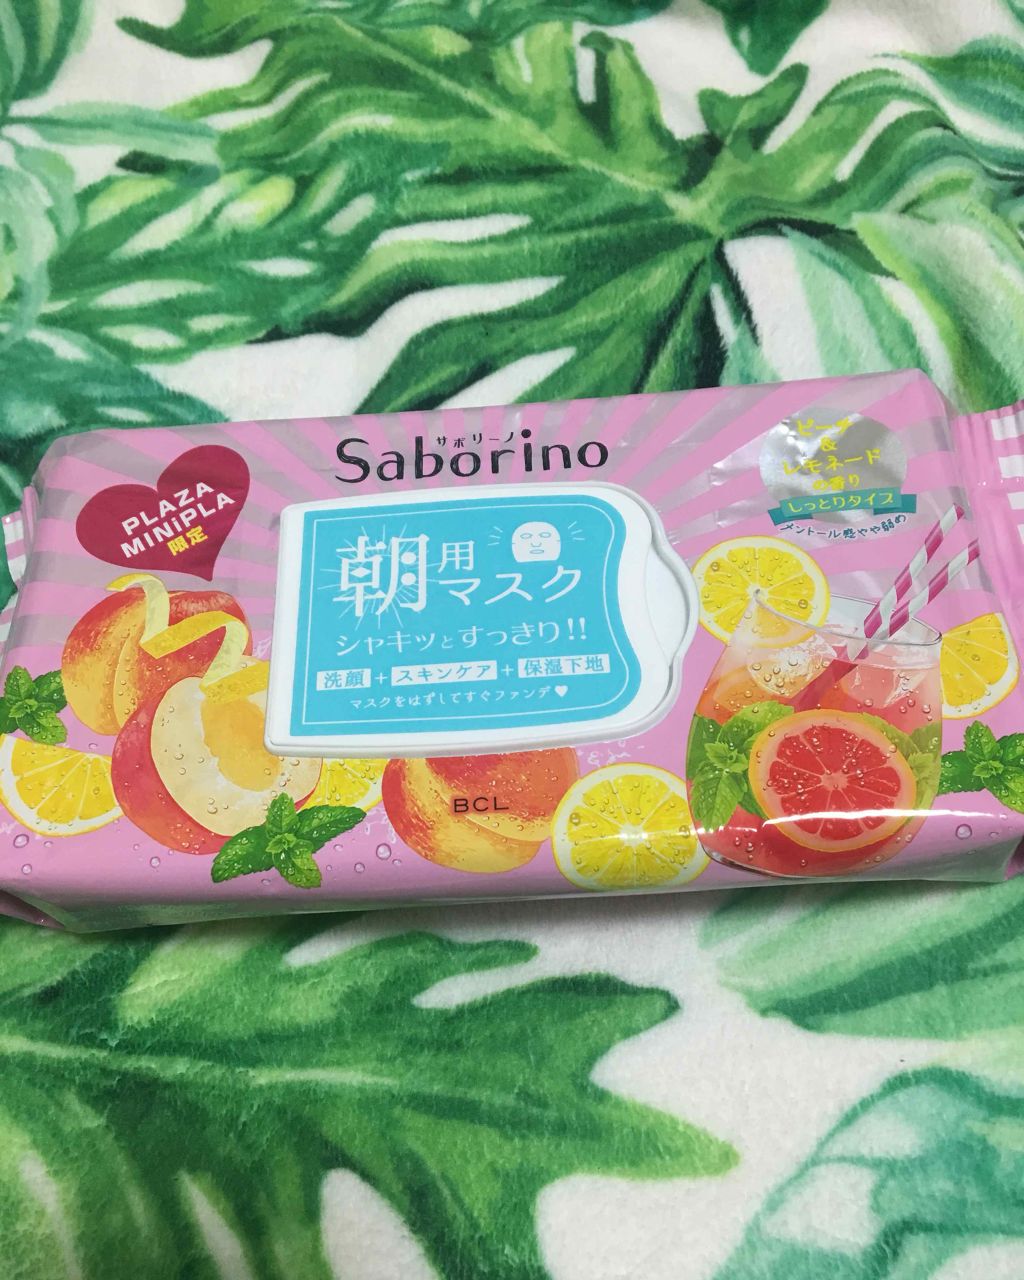 サボリーノ
Saborino
PLAZA
MiNiPLA
限定
ピーチ
&
レモネード
の香り
しっとりタイプ
メントール感やや弱め
朝用
マスク
シャキッとすっきり!!
洗顔+スキンケア+保湿下地
マスクをはずしてすぐファンデ♥
BCL